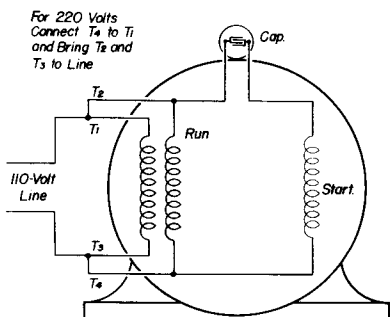 For 220 Volts
Connect T4 to T1
and Bring T2 and
T3 to Line
Cap.
T2
T1
Run
110-Volt
Line
Start.
T3
T4